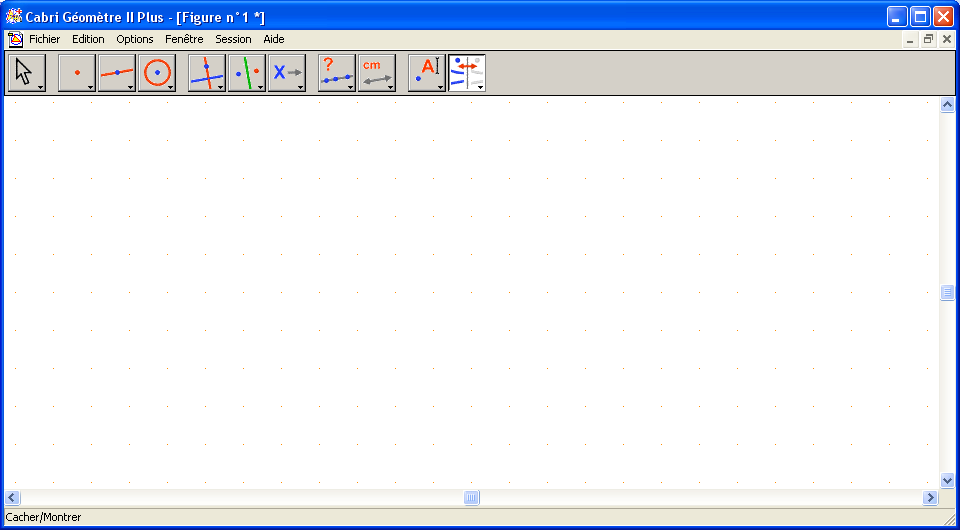 Cabri Géomètre II Plus - [Figure n°1 *]
Fichier Edition Options Fenêtre Session Aide
X ? cm A
Cacher/Montrer